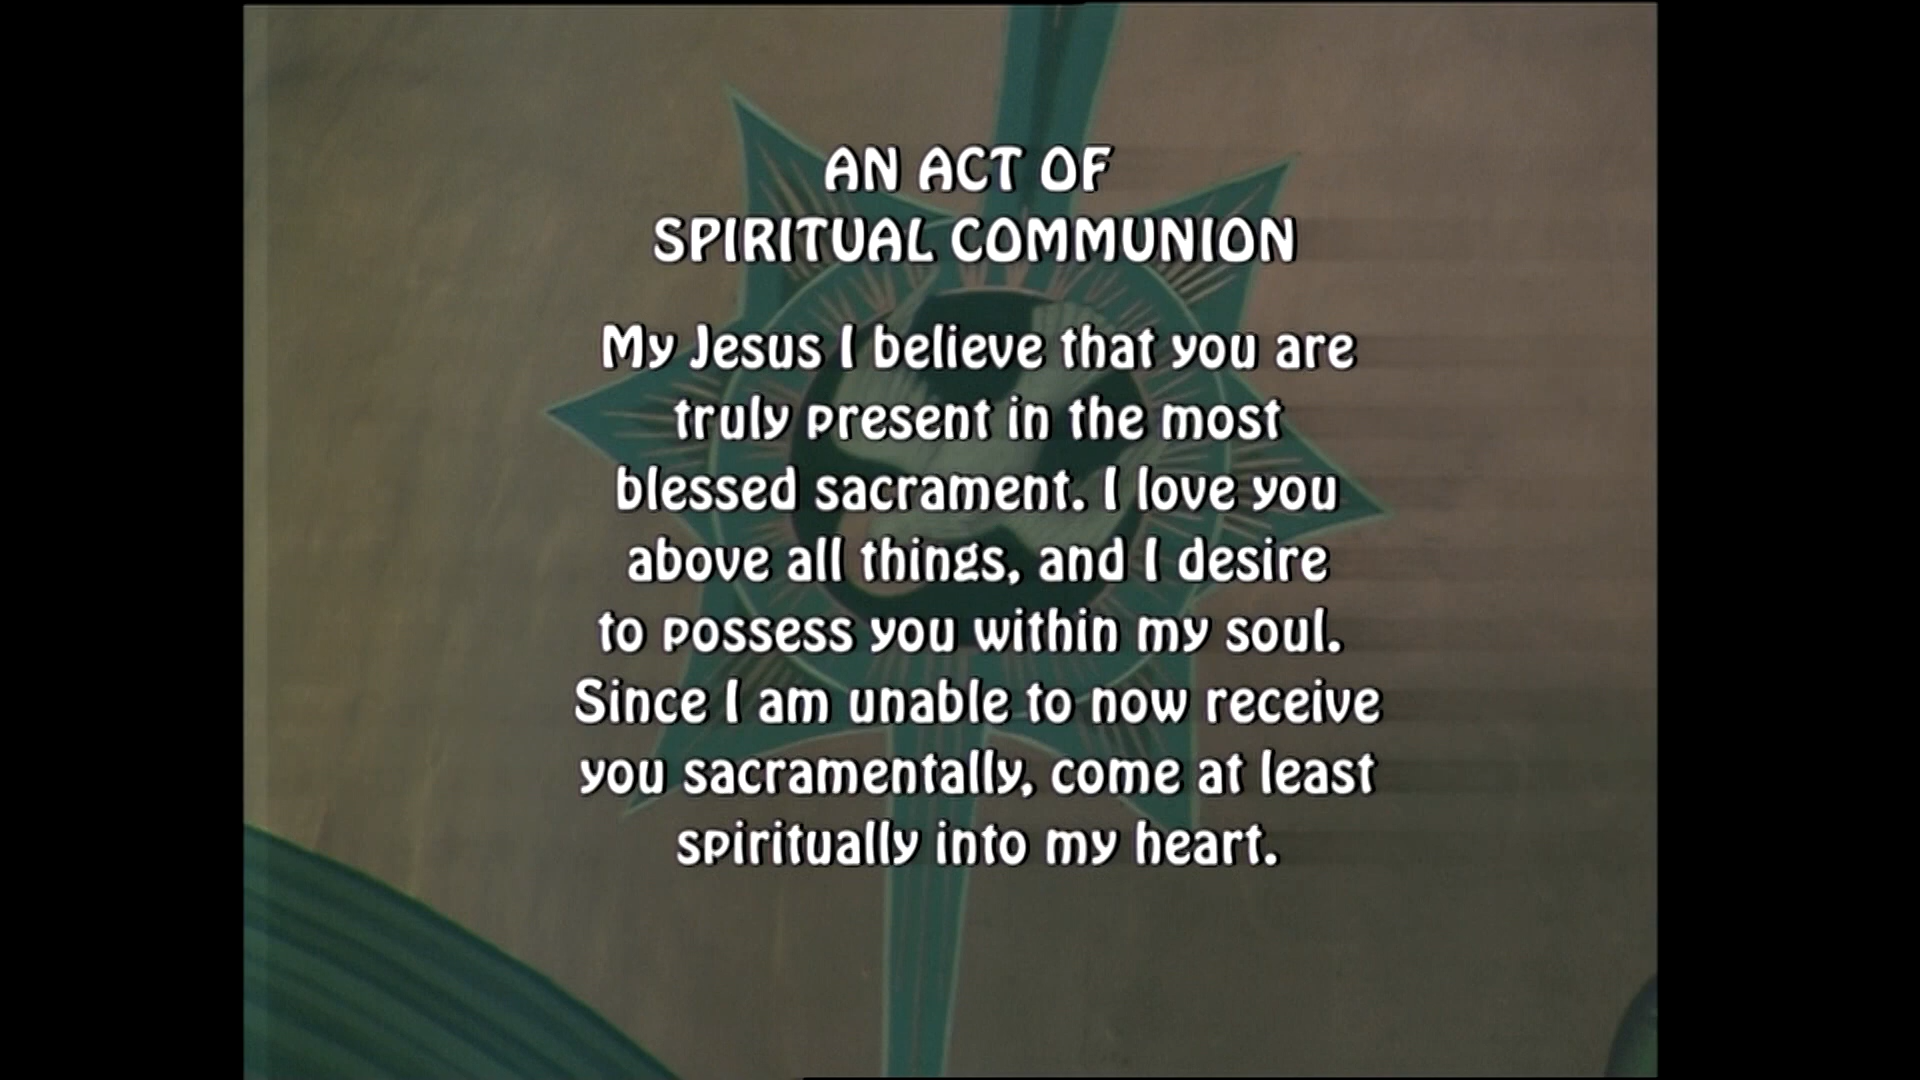 AN ACT OF
SPIRITUAL COMMUNION
My Jesus I believe that you are
truly present in the most
blessed sacrament. I love you
above all things, and I desire
to possess you within my soul.
Since I am unable to now receive
you sacramentally, come at least
spiritually into my heart.